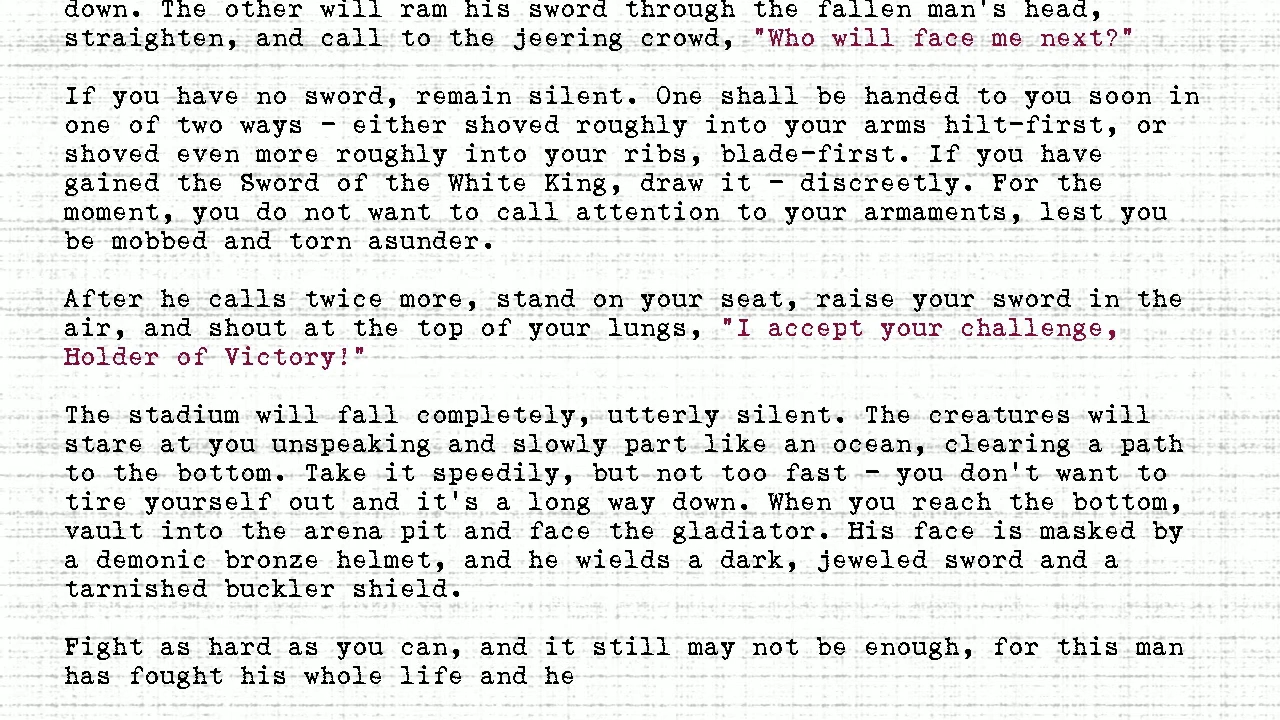 down. The other will ram his sword through the fallen man's head,
straighten, and call to the jeering crowd, "Who will face me next?"
If you have no sword, remain silent. One shall be handed to you soon in
one of two ways - either shoved roughly into your arms hilt-first, or
shoved even more roughly into your ribs, blade-first. If you have
gained the Sword of the White King, draw it - discreetly. For the
moment, you do not want to call attention to your armaments, lest you
be mobbed and torn asunder.
After he calls twice more, stand on your seat, raise your sword in the
air, and shout at the top of your lungs, "I accept your challenge,
Holder of Victory!"
The stadium will fall completely, utterly silent. The creatures will
stare at you unspeaking and slowly part like an ocean, clearing a path
to the bottom. Take it speedily, but not too fast - you don't want to
tire yourself out and it's a long way down. When you reach the bottom,
vault into the arena pit and face the gladiator. His face is masked by
a demonic bronze helmet, and he wields a dark, jeweled sword and a
tarnished buckler shield.
Fight as hard as you can, and it still may not be enough, for this man
has fought his whole life and he